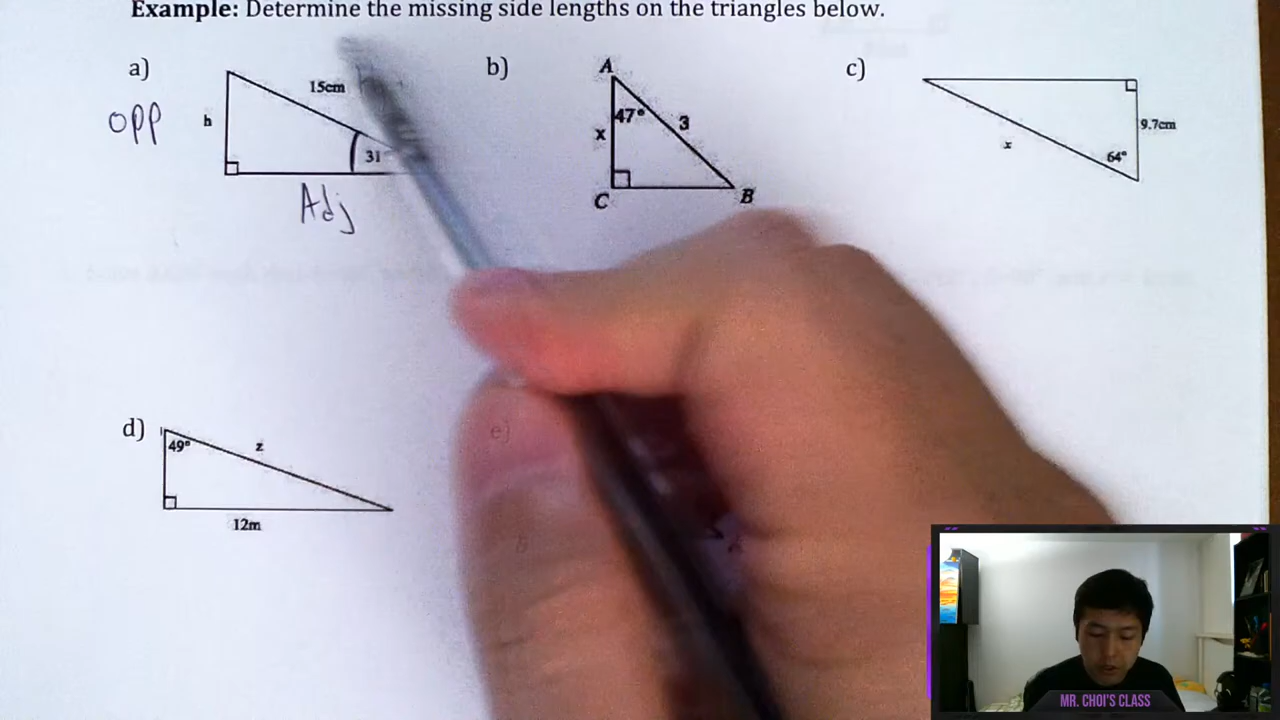 Example: Determine the missing side lengths on the triangles below.
a)
15cm
opp
h
31
Adj
b)
A
47°
3
x
C
B
c)
9.7cm
x
64°
d)
49°
z
12m
e)
MR. CHOI'S CLASS